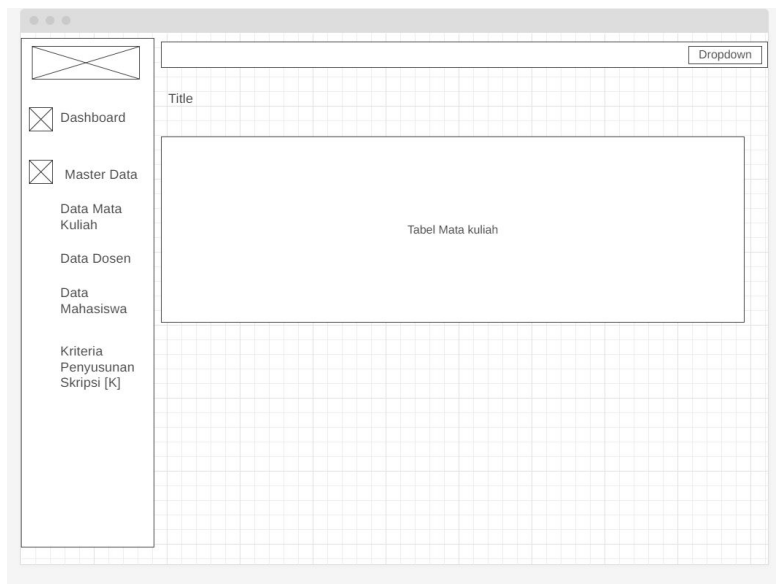 Dropdown
Title
Dashboard
Master Data
Data Mata
Kuliah
Data Dosen
Data
Mahasiswa
Kriteria
Penyusunan
Skripsi [K]
Tabel Mata kuliah